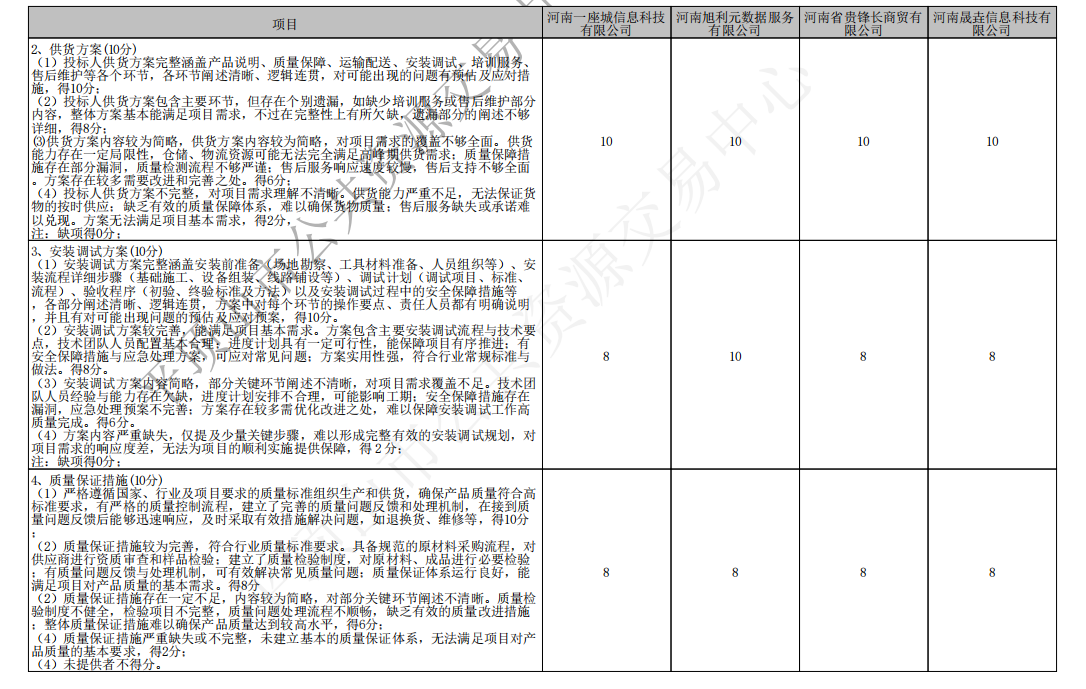 项目
河南一座城信息科技有限公司
河南旭利元数据服务有限公司
河南省贵锋长商贸有限公司
河南晟垚信息科技有限公司
2、供货方案(10分)
（1）投标人供货方案完整涵盖产品说明、质量保障、运输配送、安装调试、培训服务、
售后维护等各个环节，各环节阐述清晰、逻辑连贯，对可能出现的问题有预估及应对措
施，得10分；
（2）投标人供货方案包含主要环节，但存在个别遗漏，如缺少培训服务或售后维护部分
内容，整体方案基本能满足项目需求，不过在完整性上有所欠缺，遗漏部分的阐述不够
详细，得8分；
⑶供货方案内容较为简略，供货方案内容较为简略，对项目需求的覆盖不够全面。供货
能力存在一定局限性，仓储、物流资源可能无法完全满足高峰期供货需求；质量保障措
施存在部分漏洞，质量检测流程不够严谨；售后服务响应速度较慢，售后支持不够全面
。方案存在较多需要改进和完善之处。得6分；
（4）投标人供货方案不完整，对项目需求理解不清晰。供货能力严重不足，无法保证货
物的按时供应；缺乏有效的质量保障体系，难以确保货物质量；售后服务缺失或承诺难
以兑现。方案无法满足项目基本需求，得2分，
注：缺项得0分；
10
10
10
10
3、安装调试方案(10分)
（1）安装调试方案完整涵盖安装前准备（场地勘察、工具材料准备、人员组织等）、安
装流程详细步骤（基础施工、设备组装、线路铺设等）、调试计划（调试项目、标准、
流程）、验收程序（初验、终验标准及方法）以及安装调试过程中的安全保障措施等
，各部分阐述清晰、逻辑连贯，方案中对每个环节的操作要点、责任人员都有明确说明
，并且有对可能出现问题的预估及应对预案，得10分。
（2）安装调试方案较完善，能满足项目基本需求。方案包含主要安装调试流程与技术要
点，技术团队人员配置基本合理，进度计划具有一定可行性，能保障项目有序推进；有
安全保障措施与应急处理方案，可应对常见问题；方案实用性强，符合行业常规标准与
做法。得8分。
（3）安装调试方案内容简略，部分关键环节阐述不清晰，对项目需求覆盖不足。技术团
队人员经验与能力存在欠缺，进度计划安排不合理，可能影响工期；安全保障措施存在
漏洞，应急处理预案不完善；方案存在较多需优化改进之处，难以保障安装调试工作高
质量完成。得6分。
（4）方案内容严重缺失，仅提及少量关键步骤，难以形成完整有效的安装调试规划，对
项目需求的响应度差，无法为项目的顺利实施提供保障，得 2 分；
注：缺项得0分；
8
10
8
8
4、质量保证措施(10分)
（1）严格遵循国家、行业及项目要求的质量标准组织生产和供货，确保产品质量符合高
标准要求，有严格的质量控制流程，建立了完善的质量问题反馈和处理机制，在接到质
量问题反馈后能够迅速响应，及时采取有效措施解决问题，如退换货、维修等，得10分
；
（2）质量保证措施较为完善， 符合行业质量标准要求。具备规范的原材料采购流程，对
供应商进行资质审查和样品检验；建立了质量检验制度，对原材料、成品进行必要检验
；有质量问题反馈与处理机制，可有效解决常见质量问题；质量保证体系运行良好，能
满足项目对产品质量的基本需求。得8分
（2）质量保证措施存在一定不足，内容较为简略，对部分关键环节阐述不清晰。质量检
验制度不健全，检验项目不完整，质量问题处理流程不顺畅，缺乏有效的质量改进措施
；整体质量保证措施难以确保产品质量达到较高水平，得6分；
（4）质量保证措施严重缺失或不完整，未建立基本的质量保证体系，无法满足项目对产
品质量的基本要求，得2分；
（4）未提供者不得分。
8
8
8
8
平顶山市公共资源交易中心